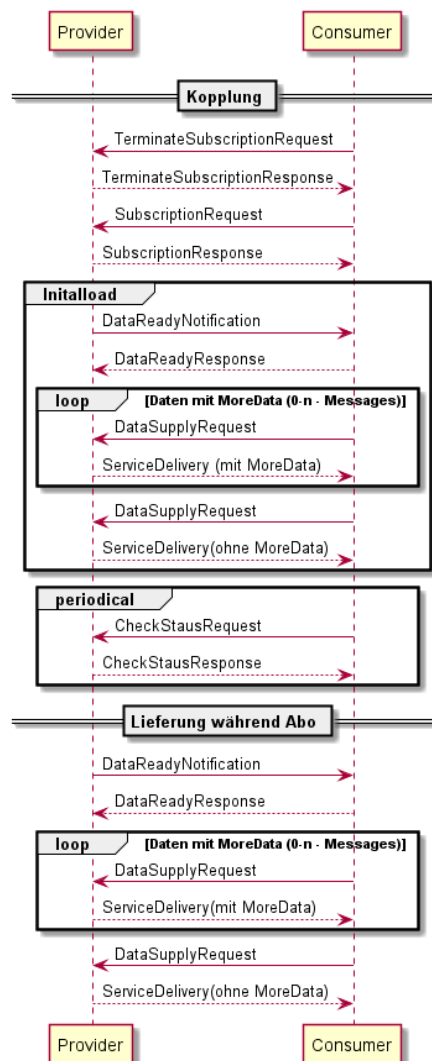 Provider Consumer
Kopplung
TerminateSubscriptionRequest
TerminateSubscriptionResponse
SubscriptionRequest
SubscriptionResponse
Initalload
DataReadyNotification
DataReadyResponse
loop [Daten mit MoreData (0-n - Messages)]
DataSupplyRequest
ServiceDelivery (mit MoreData)
DataSupplyRequest
ServiceDelivery(ohne MoreData)
periodical
CheckStausRequest
CheckStausResponse
Lieferung während Abo
DataReadyNotification
DataReadyResponse
loop [Daten mit MoreData (0-n - Messages)]
DataSupplyRequest
ServiceDelivery(mit MoreData)
DataSupplyRequest
ServiceDelivery(ohne MoreData)
Provider Consumer